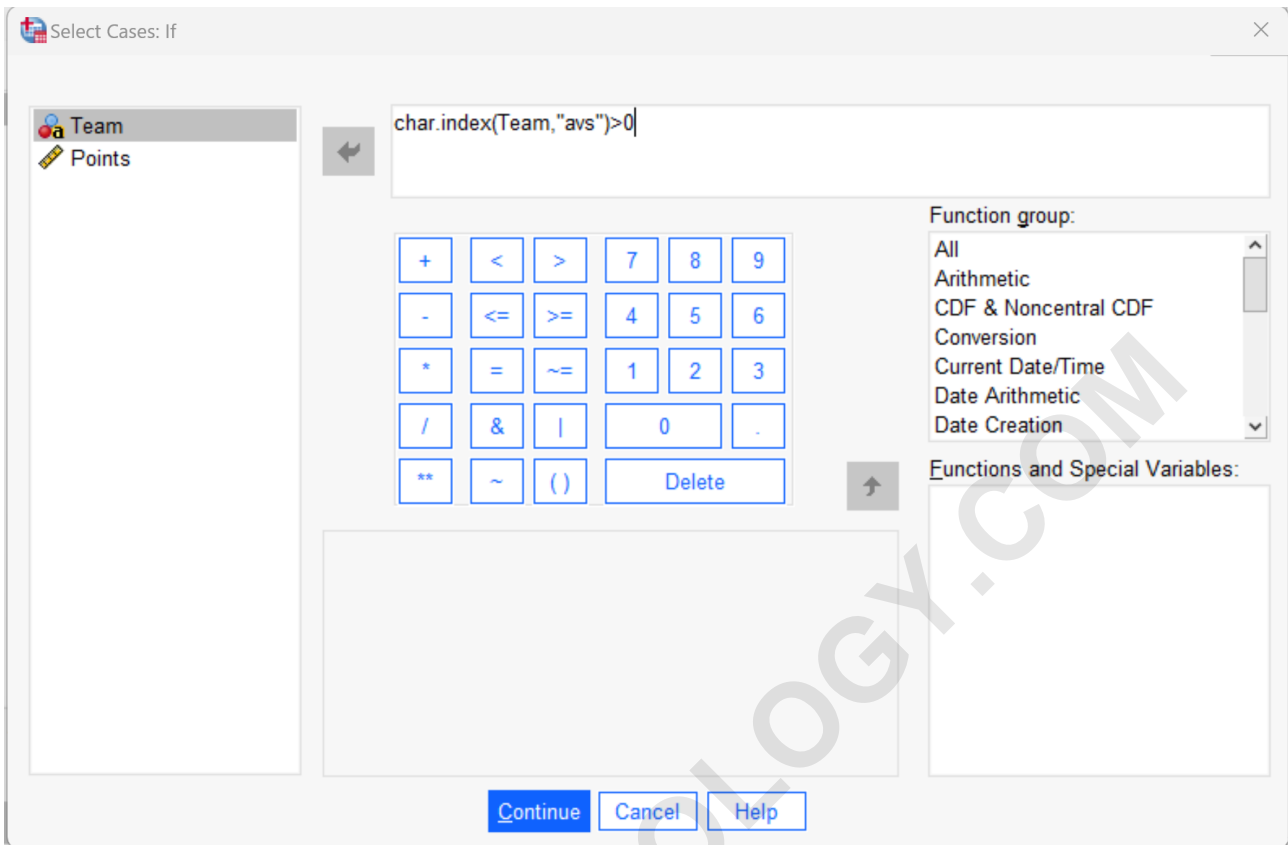 Select Cases: If
Team
Points
char.index(Team,"avs")>0
+ < > 7 8 9
- <= >= 4 5 6
* = ~= 1 2 3
/ & | 0 .
** ~ ( ) Delete
Function group:
All
Arithmetic
CDF & Noncentral CDF
Conversion
Current Date/Time
Date Arithmetic
Date Creation
Functions and Special Variables:
Continue Cancel Help
OLOGY.COM